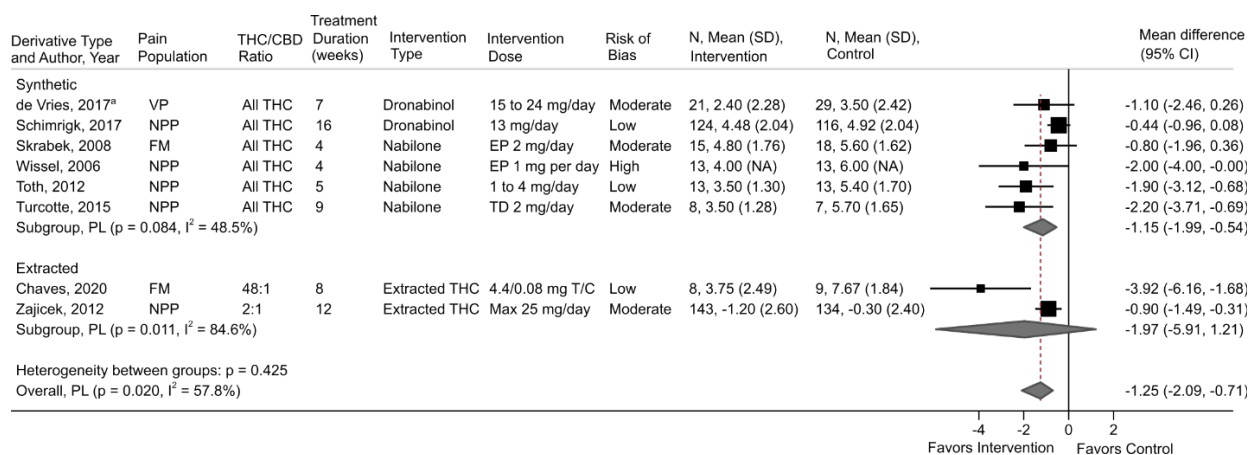 Derivative Type and Author, Year Pain Population THC/CBD Ratio Treatment Duration (weeks) Intervention Type Intervention Dose Risk of Bias N, Mean (SD), Intervention N, Mean (SD), Control Mean difference (95% CI)
Synthetic
de Vries, 2017ᵃ VP All THC 7 Dronabinol 15 to 24 mg/day Moderate 21, 2.40 (2.28) 29, 3.50 (2.42) -1.10 (-2.46, 0.26)
Schimrigk, 2017 NPP All THC 16 Dronabinol 13 mg/day Low 124, 4.48 (2.04) 116, 4.92 (2.04) -0.44 (-0.96, 0.08)
Skrabek, 2008 FM All THC 4 Nabilone EP 2 mg/day Moderate 15, 4.80 (1.76) 18, 5.60 (1.62) -0.80 (-1.96, 0.36)
Wissel, 2006 NPP All THC 4 Nabilone EP 1 mg per day High 13, 4.00 (NA) 13, 6.00 (NA) -2.00 (-4.00, -0.00)
Toth, 2012 NPP All THC 5 Nabilone 1 to 4 mg/day Low 13, 3.50 (1.30) 13, 5.40 (1.70) -1.90 (-3.12, -0.68)
Turcotte, 2015 NPP All THC 9 Nabilone TD 2 mg/day Moderate 8, 3.50 (1.28) 7, 5.70 (1.65) -2.20 (-3.71, -0.69)
Subgroup, PL (p = 0.084, I² = 48.5%) -1.15 (-1.99, -0.54)
Extracted
Chaves, 2020 FM 48:1 8 Extracted THC 4.4/0.08 mg T/C Low 8, 3.75 (2.49) 9, 7.67 (1.84) -3.92 (-6.16, -1.68)
Zajicek, 2012 NPP 2:1 12 Extracted THC Max 25 mg/day Moderate 143, -1.20 (2.60) 134, -0.30 (2.40) -0.90 (-1.49, -0.31)
Subgroup, PL (p = 0.011, I² = 84.6%) -1.97 (-5.91, 1.21)
Heterogeneity between groups: p = 0.425
Overall, PL (p = 0.020, I² = 57.8%) -1.25 (-2.09, -0.71)
-4 -2 0 2
Favors Intervention Favors Control